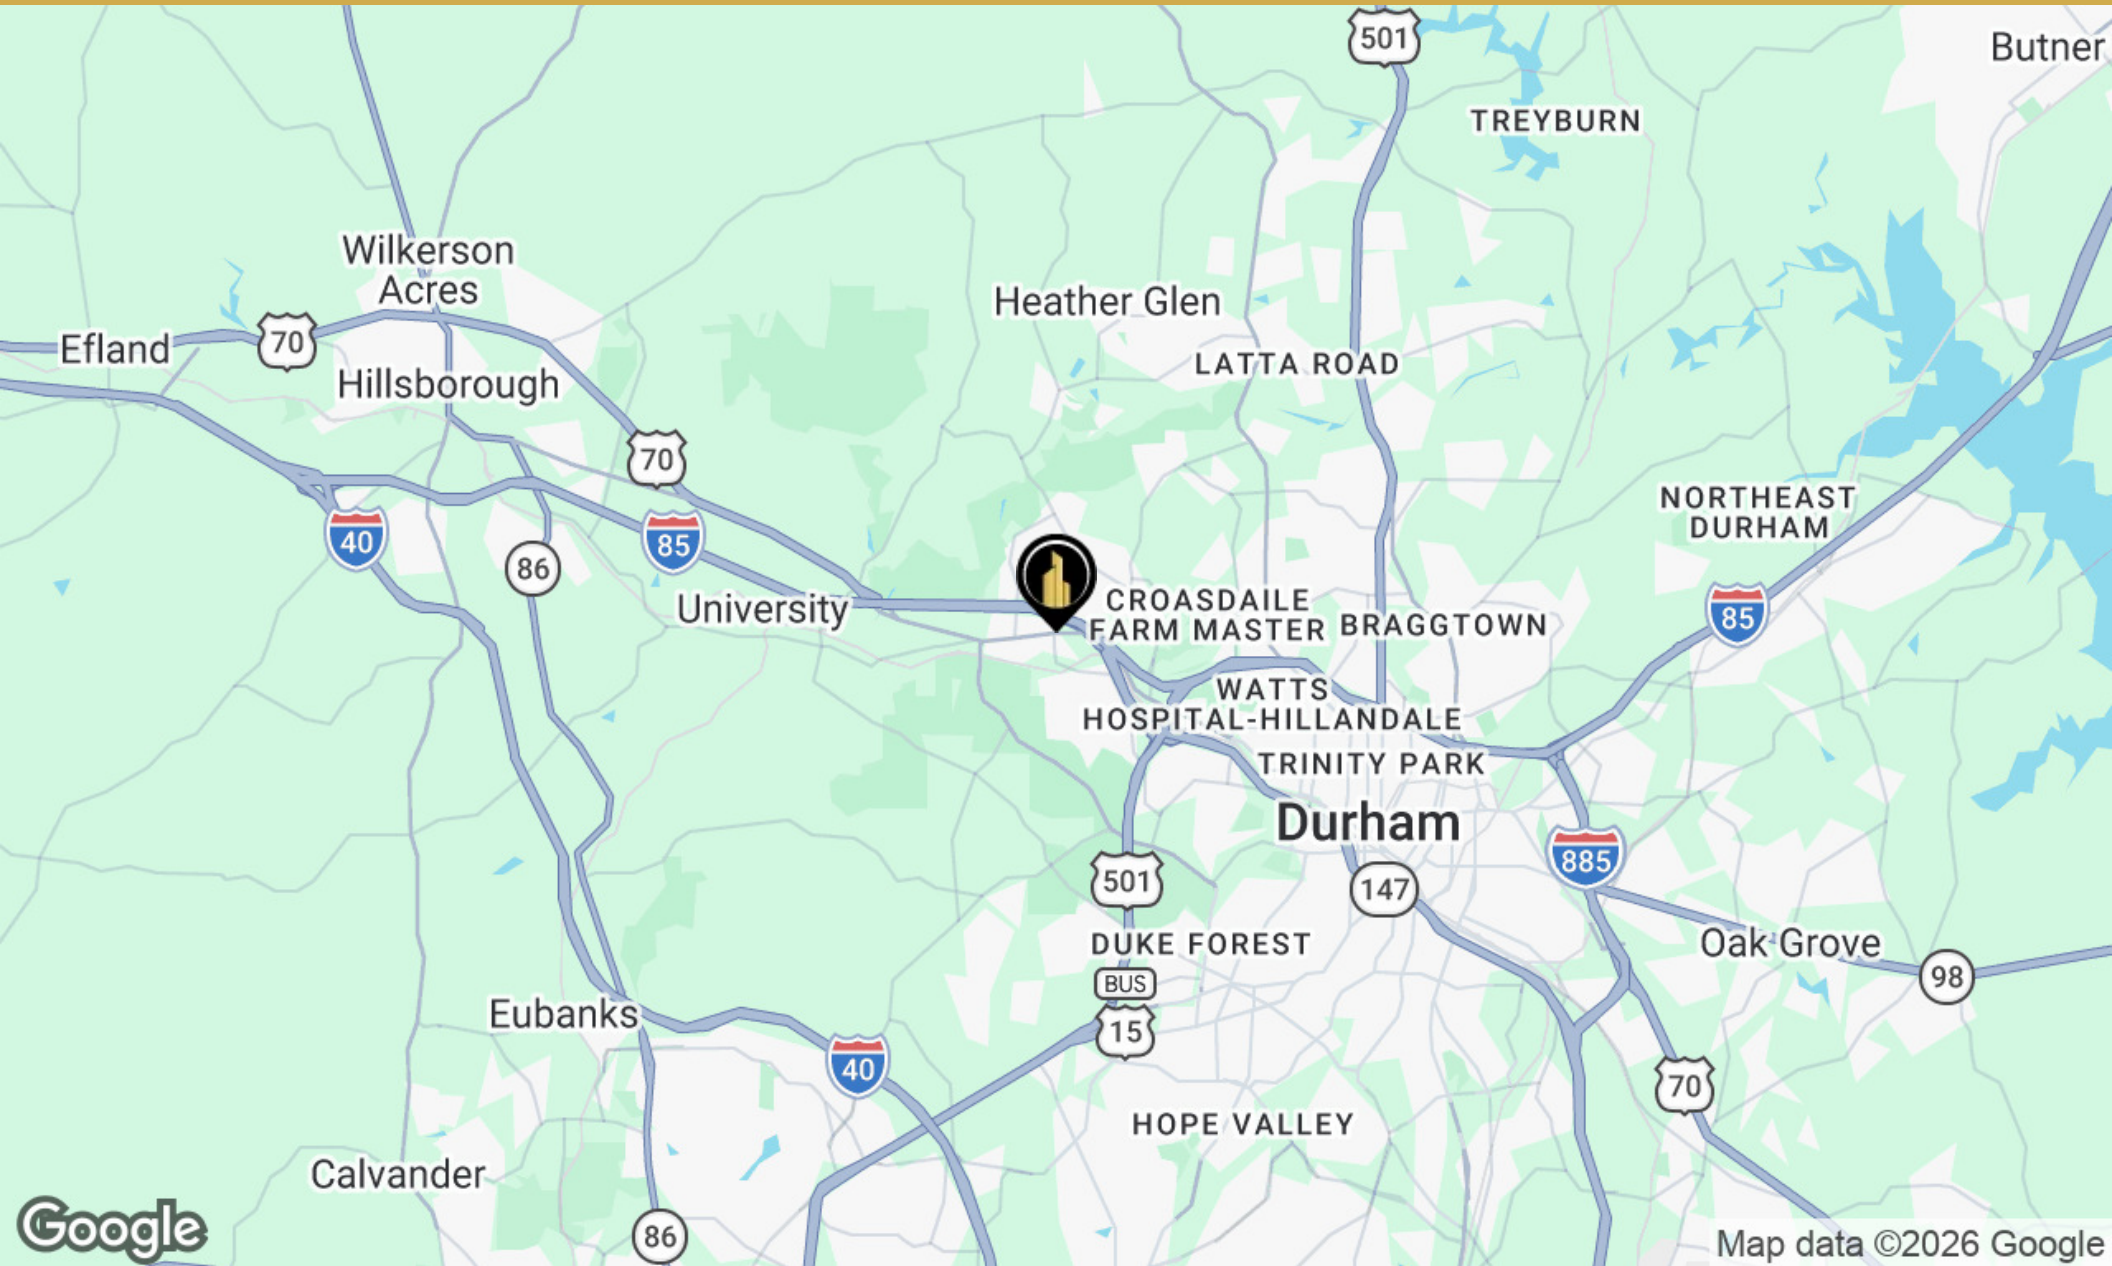 501
Butner
TREYBURN
Wilkerson
Acres
Heather Glen
70
Efland
LATTA ROAD
Hillsborough
70
NORTHEAST
DURHAM
40
85
86
University
CROASDAILE
FARM MASTER
BRAGGTOWN
85
WATTS
HOSPITAL-HILLANDALE
TRINITY PARK
Durham
885
501
147
DUKE FOREST
Oak Grove
98
BUS
15
Eubanks
40
70
HOPE VALLEY
Calvander
Google
86
Map data ©2026 Google